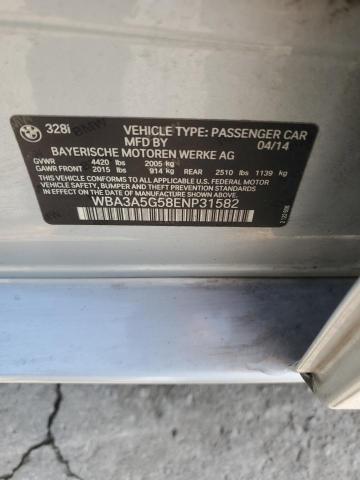 328i
VEHICLE TYPE: PASSENGER CAR
MFD BY 04/14
BAYERISCHE MOTOREN WERKE AG
GVWR 4420 lbs 2005 kg
GAWR FRONT 2015 lbs 914 kg REAR 2510 lbs 1139 kg
THIS VEHICLE CONFORMS TO ALL APPLICABLE U.S. FEDERAL MOTOR
VEHICLE SAFETY, BUMPER AND THEFT PREVENTION STANDARDS
IN EFFECT ON THE DATE OF MANUFACTURE SHOWN ABOVE.
WBA3A5G58ENP31582